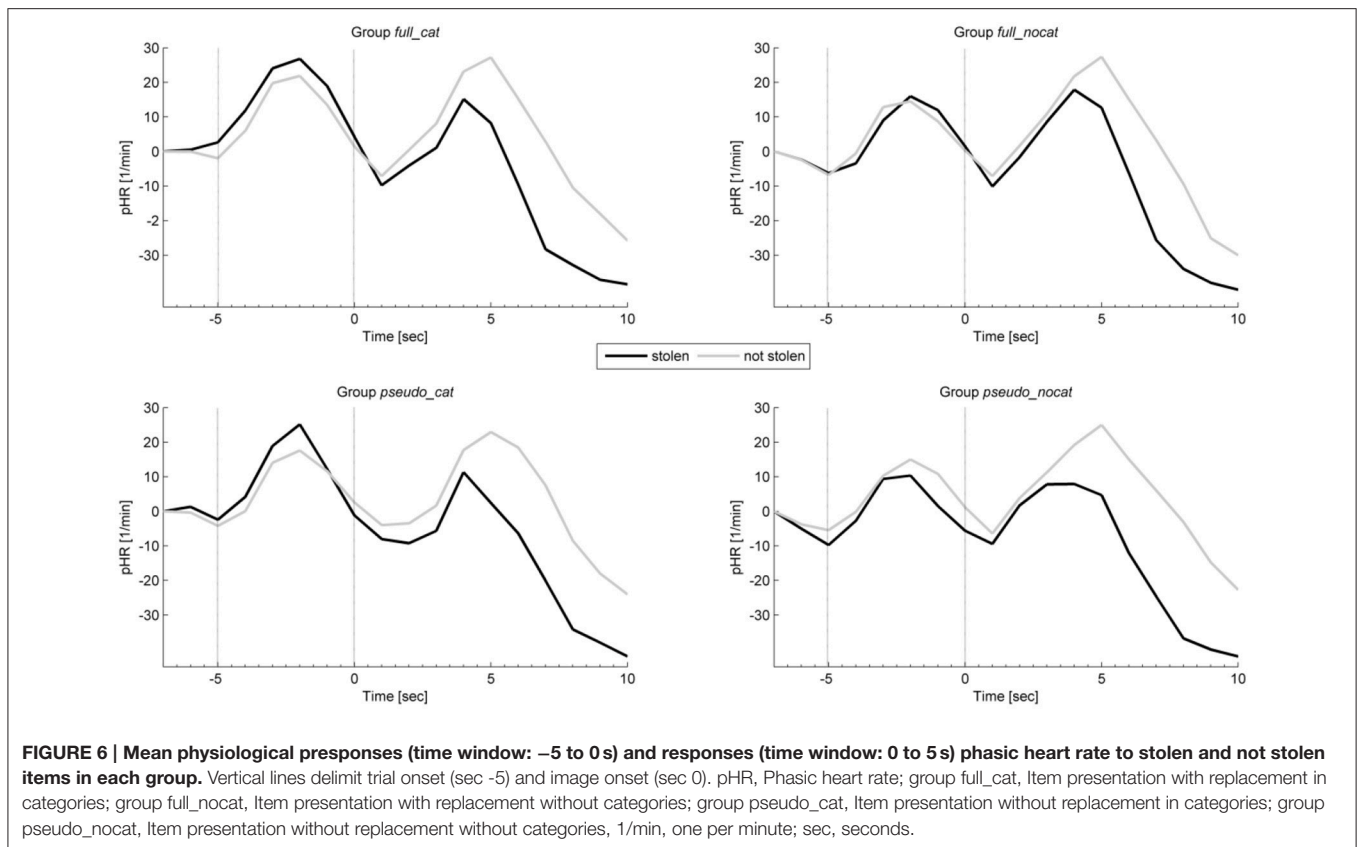 Group full_cat
30
20
10
0
-10
-2
-30
pHR [1/min]
-5 0 5 10
Time [sec]
Group full_nocat
30
20
10
0
-10
-20
-30
pHR [1/min]
-5 0 5 10
Time [sec]
stolen not stolen
Group pseudo_cat
30
20
10
0
-10
-20
-30
pHR [1/min]
-5 0 5 10
Time [sec]
Group pseudo_nocat
30
20
10
0
-10
-20
-30
pHR [1/min]
-5 0 5 10
Time [sec]
FIGURE 6 | Mean physiological presponses (time window: −5 to 0 s) and responses (time window: 0 to 5 s) phasic heart rate to stolen and not stolen
items in each group. Vertical lines delimit trial onset (sec -5) and image onset (sec 0). pHR, Phasic heart rate; group full_cat, Item presentation with replacement in
categories; group full_nocat, Item presentation with replacement without categories; group pseudo_cat, Item presentation without replacement in categories; group
pseudo_nocat, Item presentation without replacement without categories, 1/min, one per minute; sec, seconds.